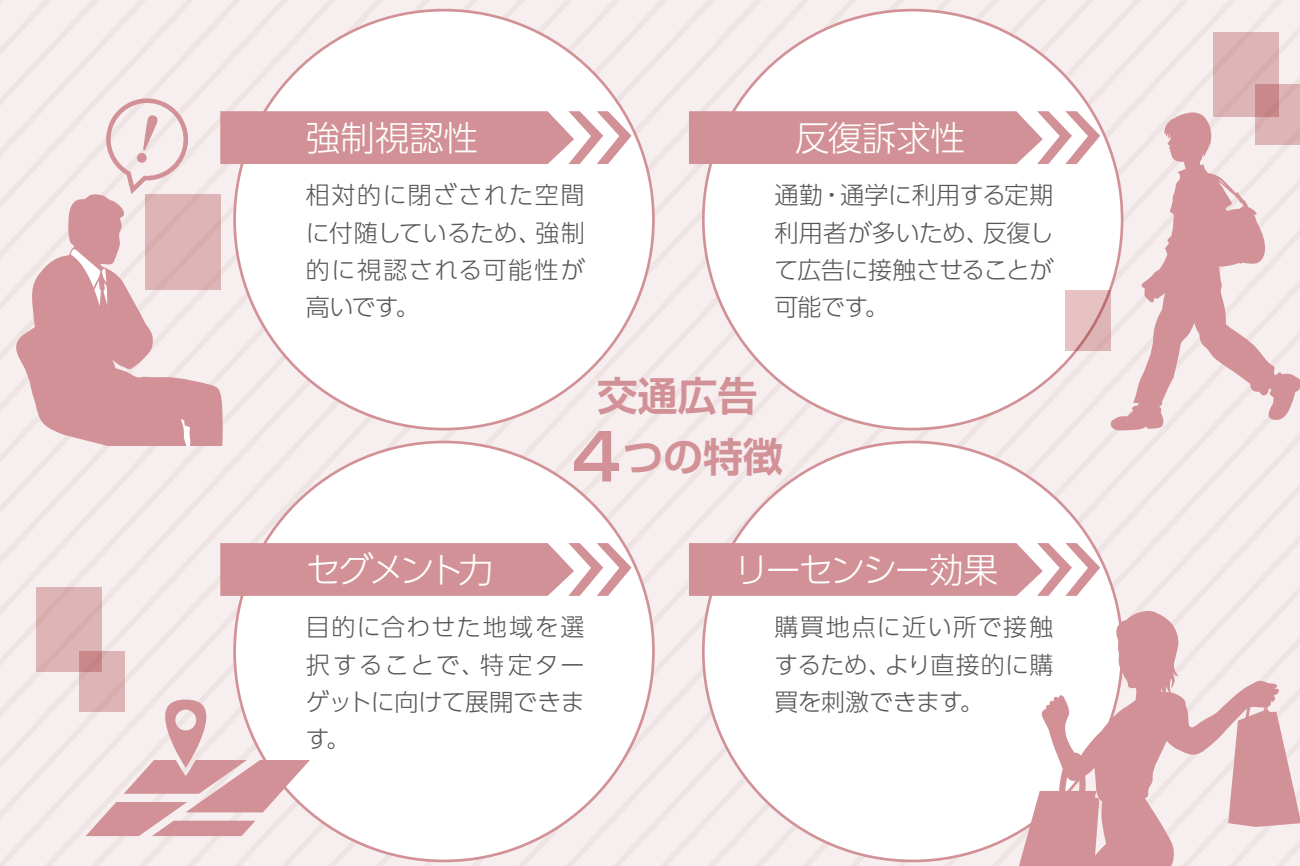 強制視認性
相対的に閉ざされた空間
に付随しているため、強制
的に視認される可能性が
高いです。
反復訴求性
通勤・通学に利用する定期
利用者が多いため、反復し
て広告に接触させることが
可能です。
交通広告
4つの特徴
セグメント力
目的に合わせた地域を選
択することで、特定ター
ゲットに向けて展開できま
す。
リーセンシー効果
購買地点に近い所で接触
するため、より直接的に購
買を刺激できます。